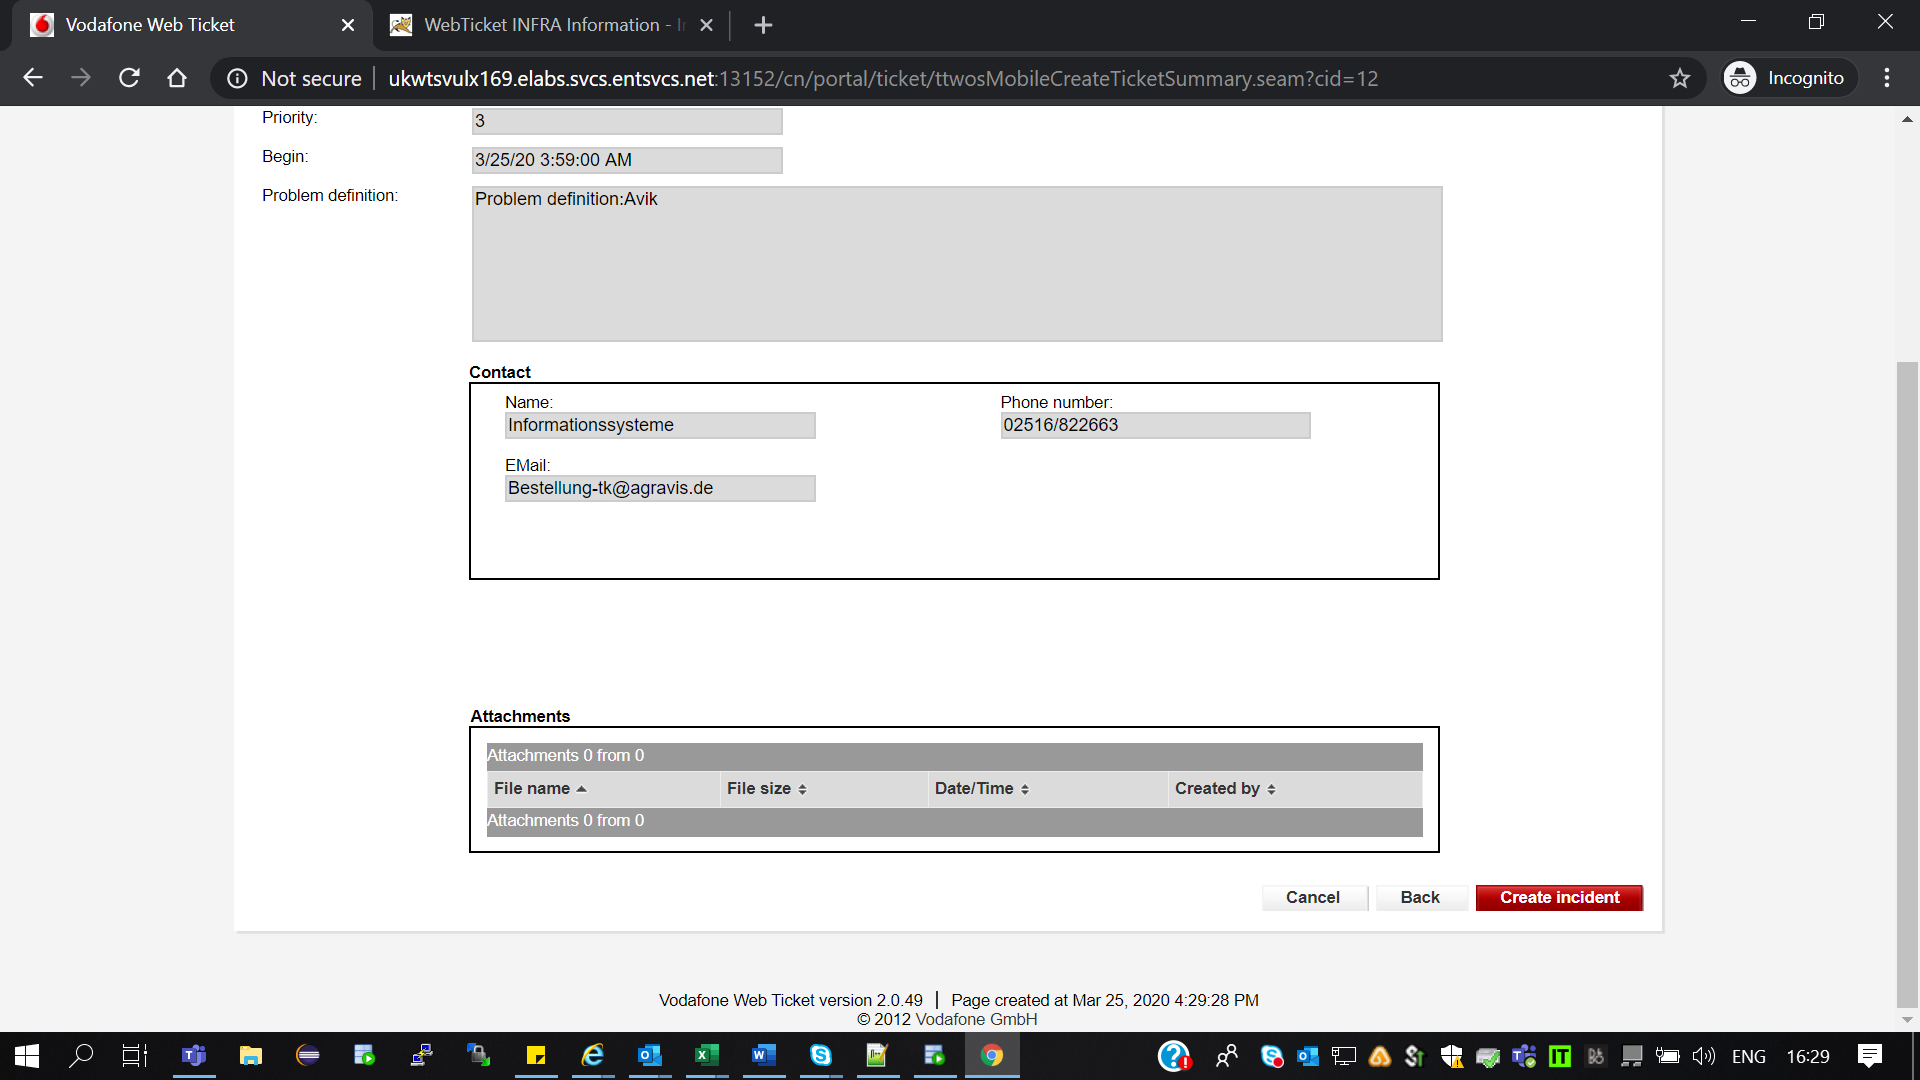 Vodafone Web Ticket
WebTicket INFRA Information - I
Not secure
ukwtsvulx169.elabs.svcs.entsvcs.net:13152/cn/portal/ticket/ttwosMobileCreateTicketSummary.seam?cid=12
Incognito
Priority:
3
Begin:
3/25/20 3:59:00 AM
Problem definition:
Problem definition:Avik
Contact
Name:
Phone number:
Informationssysteme
02516/822663
EMail:
Bestellung-tk@agravis.de
Attachments
Attachments 0 from 0
File name
File size
Date/Time
Created by
Attachments 0 from 0
Cancel
Back
Create incident
Vodafone Web Ticket version 2.0.49 | Page created at Mar 25, 2020 4:29:28 PM
© 2012 Vodafone GmbH
ENG
16:29